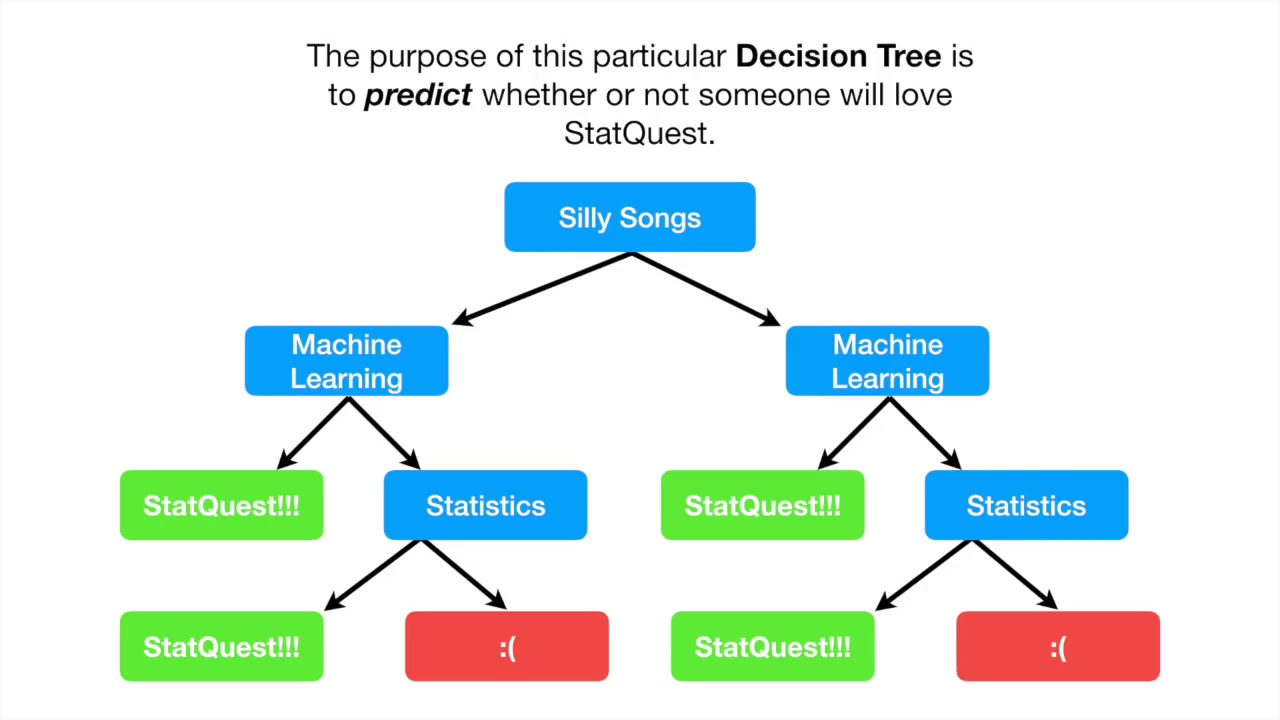 The purpose of this particular Decision Tree is
to predict whether or not someone will love
StatQuest.
Silly Songs
Machine
Learning
Machine
Learning
StatQuest!!!
Statistics
StatQuest!!!
Statistics
StatQuest!!!
:(
StatQuest!!!
:(